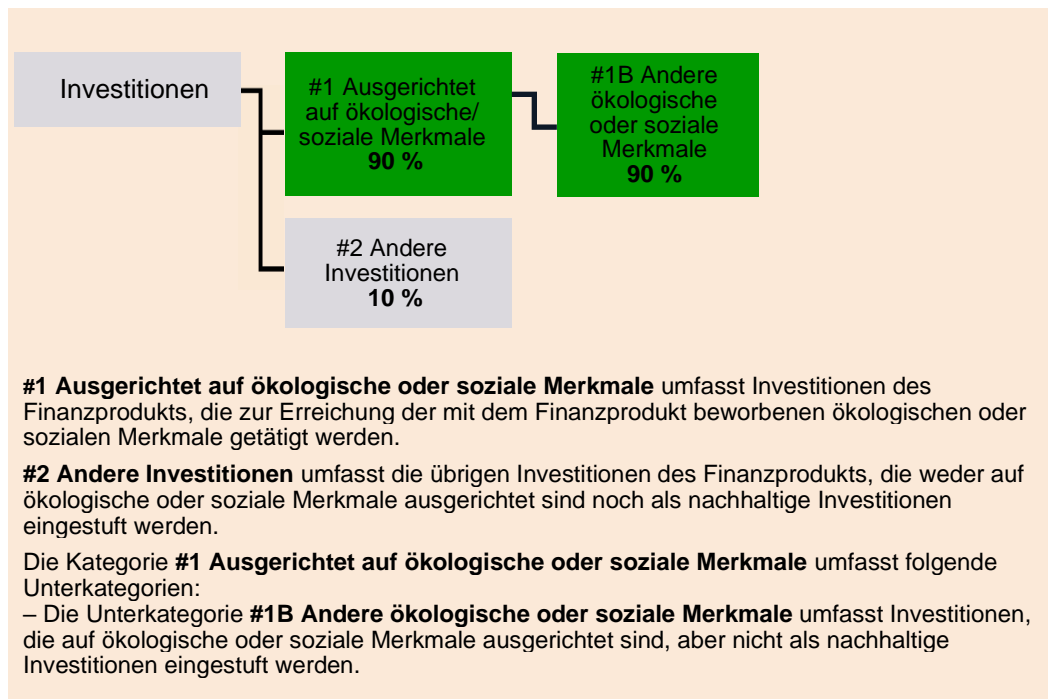 Investitionen
#1 Ausgerichtet
auf ökologische/
soziale Merkmale
90 %
#1B Andere
ökologische
oder soziale
Merkmale
90 %
#2 Andere
Investitionen
10 %
#1 Ausgerichtet auf ökologische oder soziale Merkmale umfasst Investitionen des
Finanzprodukts, die zur Erreichung der mit dem Finanzprodukt beworbenen ökologischen oder
sozialen Merkmale getätigt werden.
#2 Andere Investitionen umfasst die übrigen Investitionen des Finanzprodukts, die weder auf
ökologische oder soziale Merkmale ausgerichtet sind noch als nachhaltige Investitionen
eingestuft werden.
Die Kategorie #1 Ausgerichtet auf ökologische oder soziale Merkmale umfasst folgende
Unterkategorien:
– Die Unterkategorie #1B Andere ökologische oder soziale Merkmale umfasst Investitionen,
die auf ökologische oder soziale Merkmale ausgerichtet sind, aber nicht als nachhaltige
Investitionen eingestuft werden.